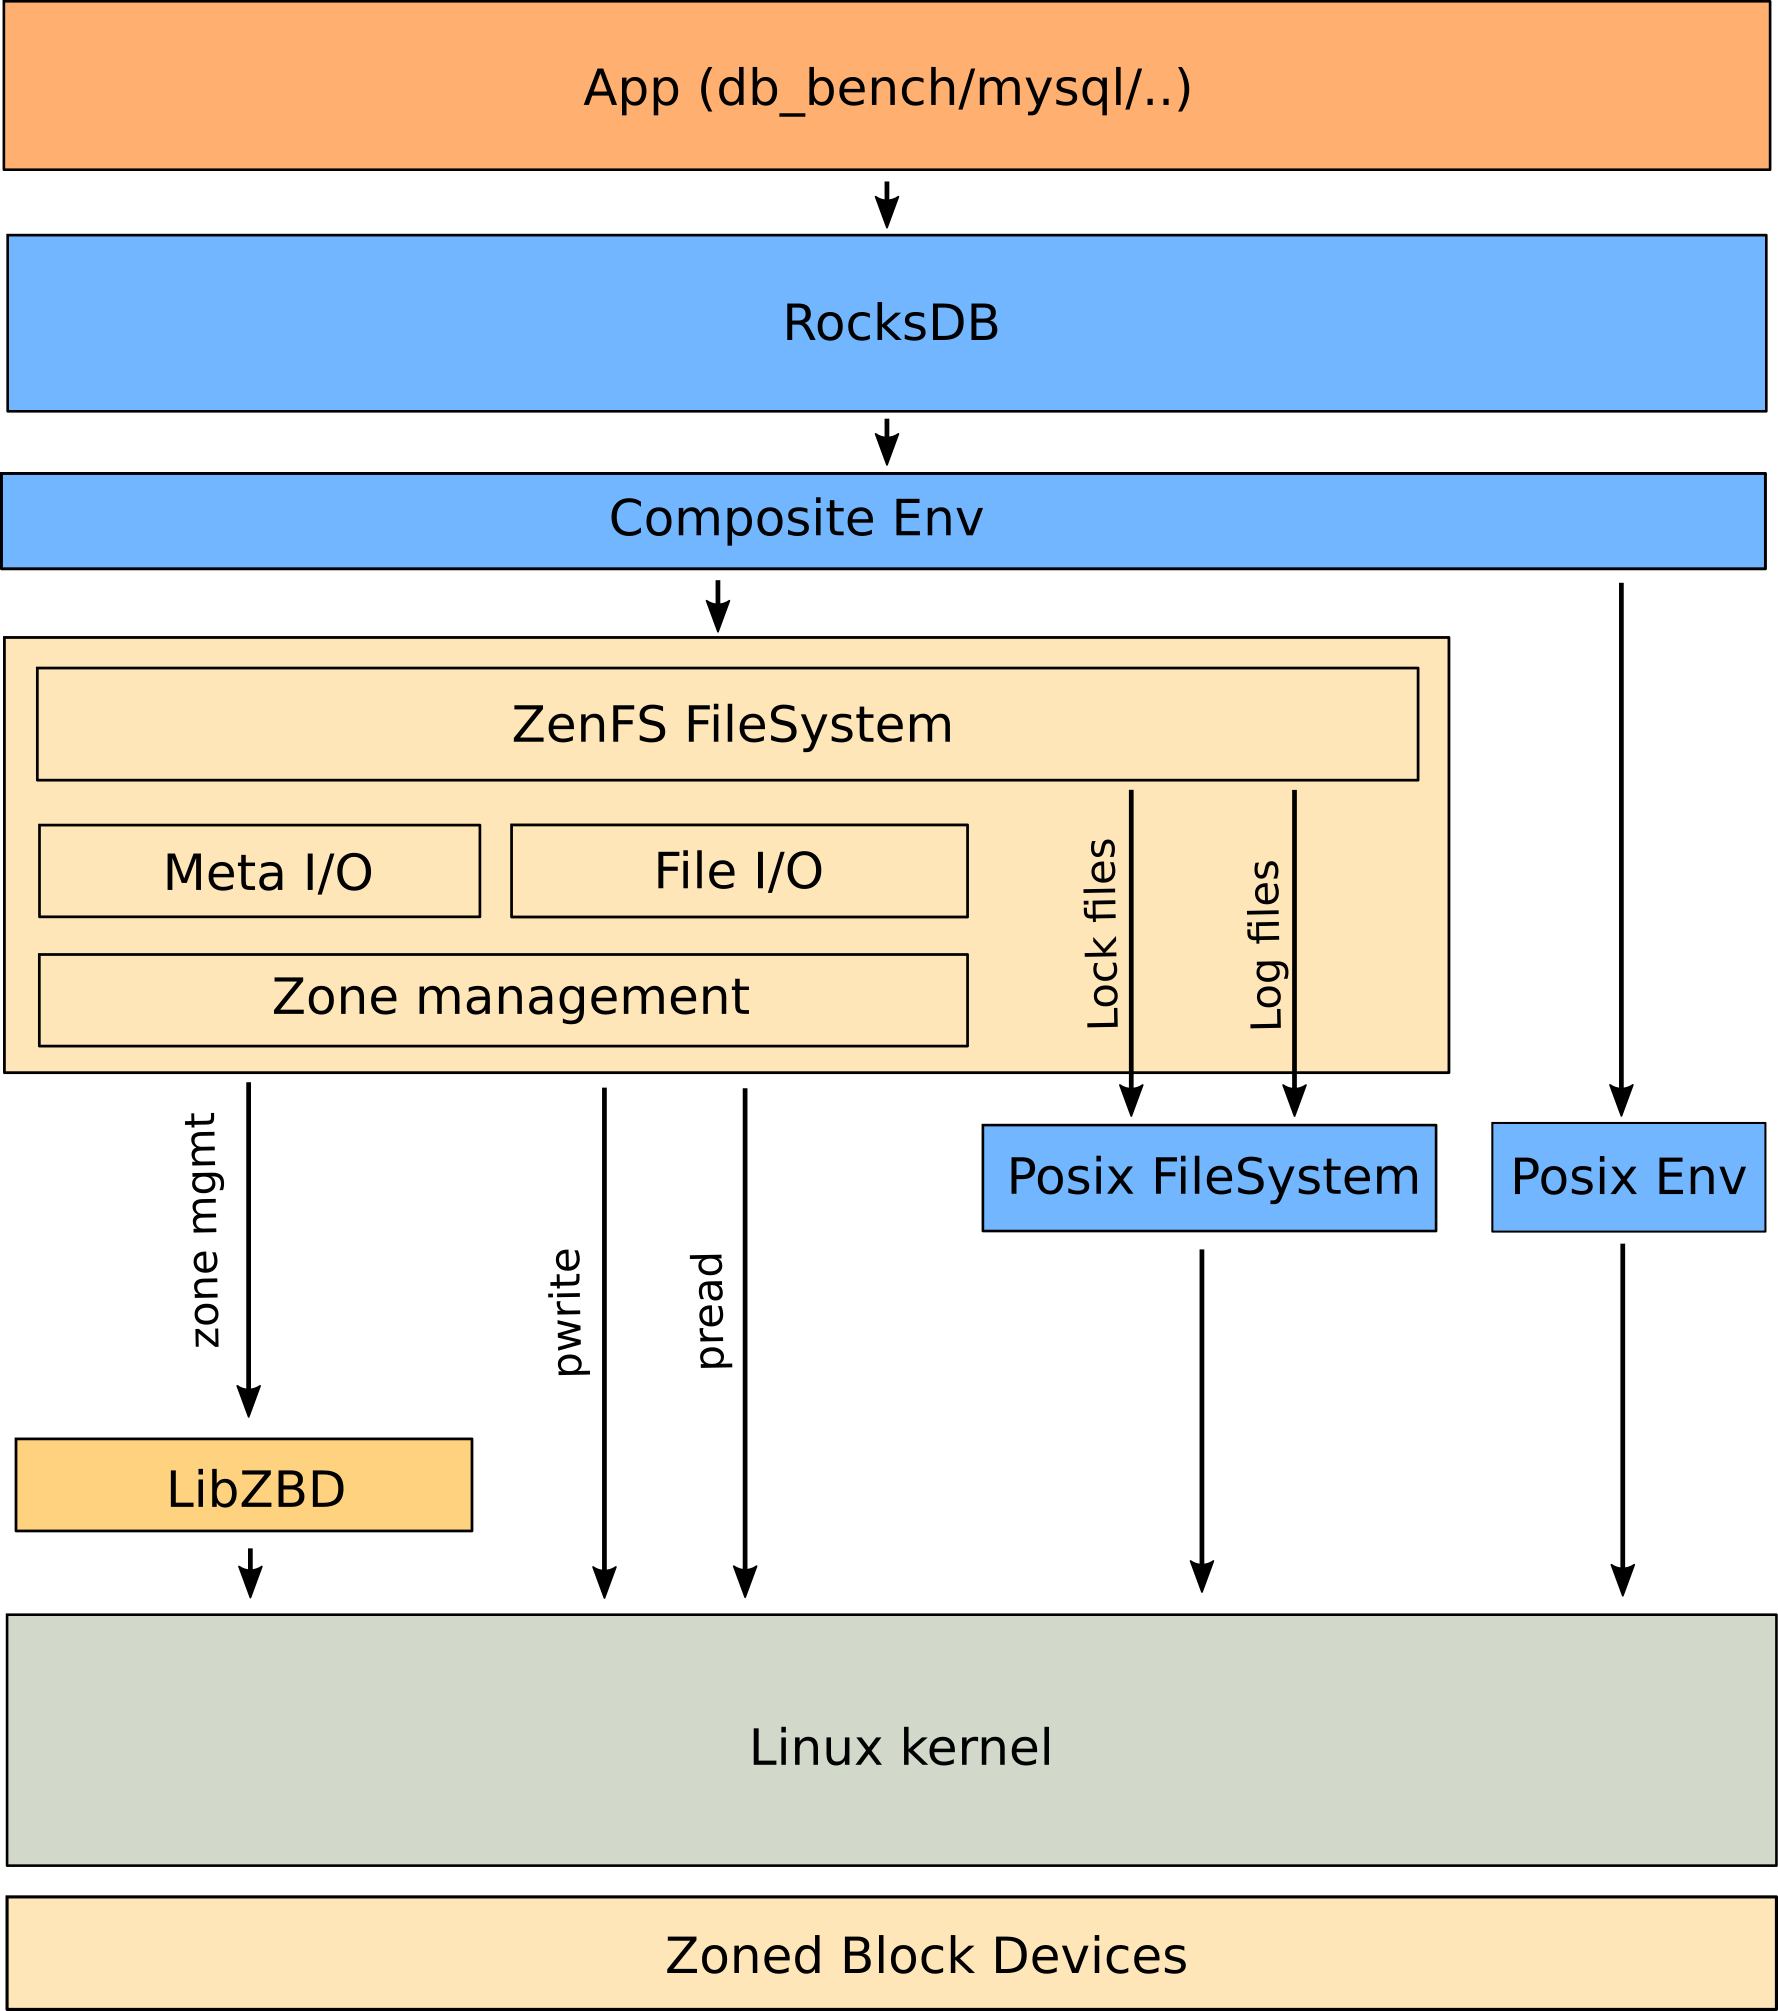 App (db_bench/mysql/..)
RocksDB
Composite Env
ZenFS FileSystem
Meta I/O
File I/O
Lock files
Log files
Zone management
zone mgmt
pwrite
pread
Posix FileSystem
Posix Env
LibZBD
Linux kernel
Zoned Block Devices